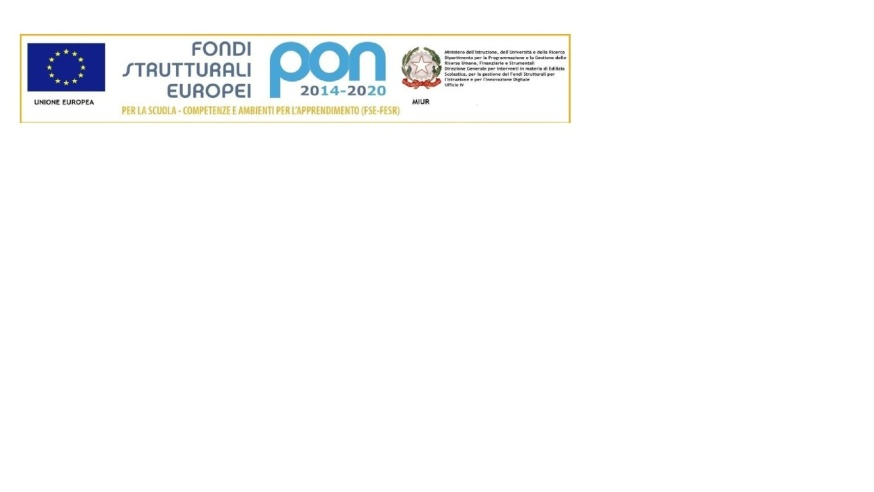 FONDI
STRUTTURALI
EUROPEI
pon
2014-2020
UNIONE EUROPEA
PER LA SCUOLA - COMPETENZE E AMBIENTI PER L'APPRENDIMENTO (FSE-FESR)
MIUR
Ministero dell'Istruzione, dell'Università e della Ricerca
Dipartimento per la Programmazione e la Gestione delle
Risorse Umane, Finanziarie e Strumentali
Direzione Generale per interventi in materia di Edilizia
Scolastica, per la gestione dei Fondi Strutturali per
l'Istruzione e per l'Innovazione Digitale
Ufficio IV